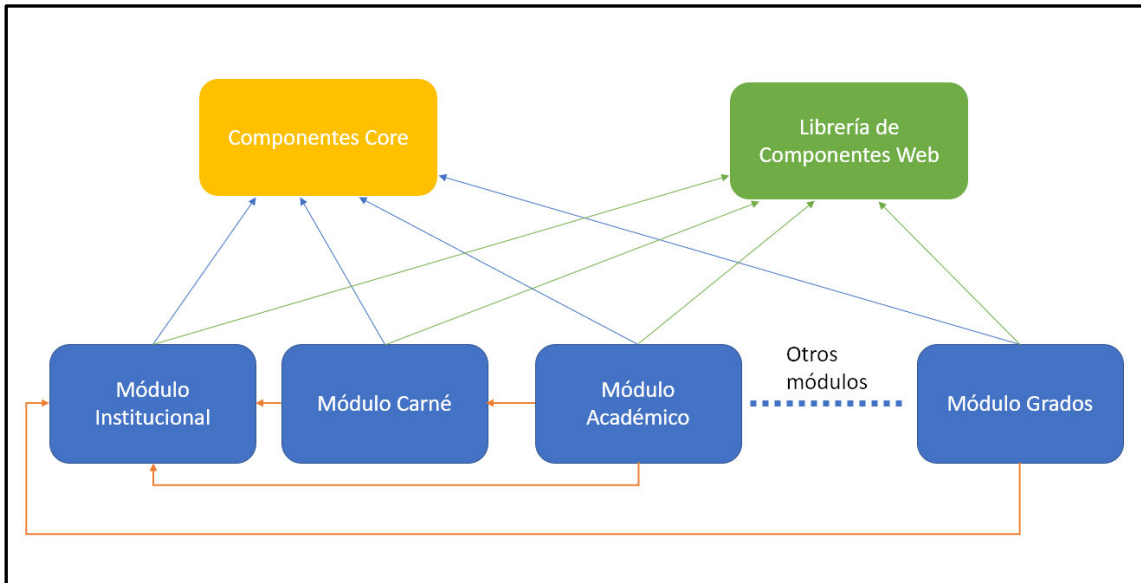 Componentes Core
Librería de
Componentes Web
Módulo
Institucional
Módulo Carné
Módulo
Académico
Otros
módulos
Módulo Grados